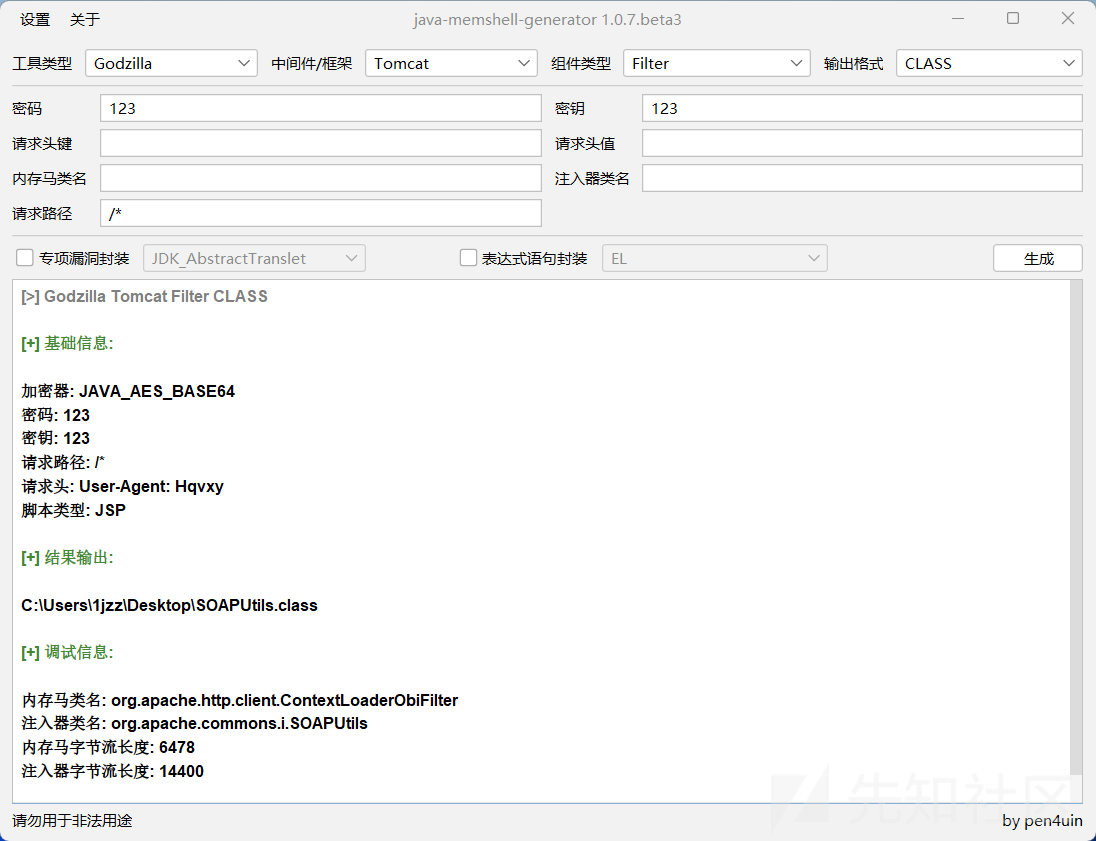 设置 关于 java-memshell-generator 1.0.7.beta3
工具类型 Godzilla 中间件/框架 Tomcat 组件类型 Filter 输出格式 CLASS
密码 123 密钥 123
请求头键 请求头值
内存马类名 注入器类名
请求路径 /*
专项漏洞封装 JDK_AbstractTranslet 表达式语句封装 EL 生成
[>] Godzilla Tomcat Filter CLASS
[+] 基础信息:
加密器: JAVA_AES_BASE64
密码: 123
密钥: 123
请求路径: /*
请求头: User-Agent: Hqvxy
脚本类型: JSP
[+] 结果输出:
C:\Users\1jzz\Desktop\SOAPUtils.class
[+] 调试信息:
内存马类名: org.apache.http.client.ContextLoaderObiFilter
注入器类名: org.apache.commons.i.SOAPUtils
内存马字节流长度: 6478
注入器字节流长度: 14400
先知社区
请勿用于非法用途 by pen4uin